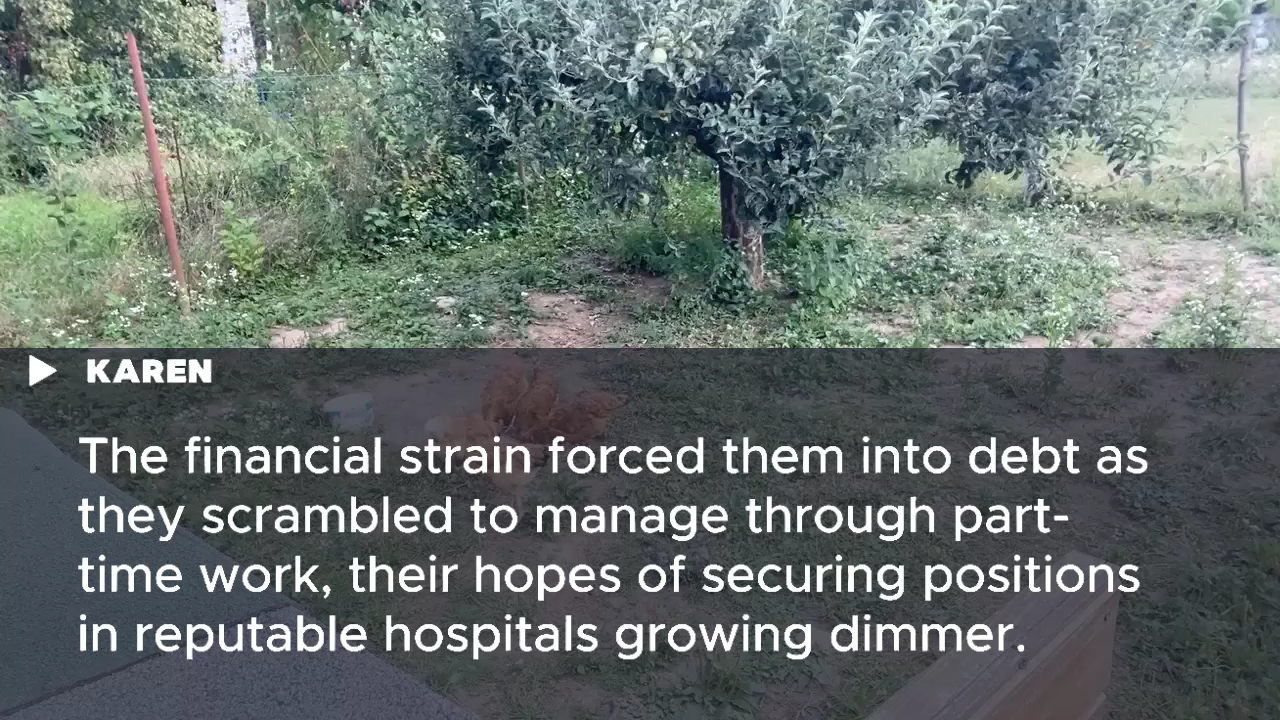 KAREN
The financial strain forced them into debt as
they scrambled to manage through part-
time work, their hopes of securing positions
in reputable hospitals growing dimmer.